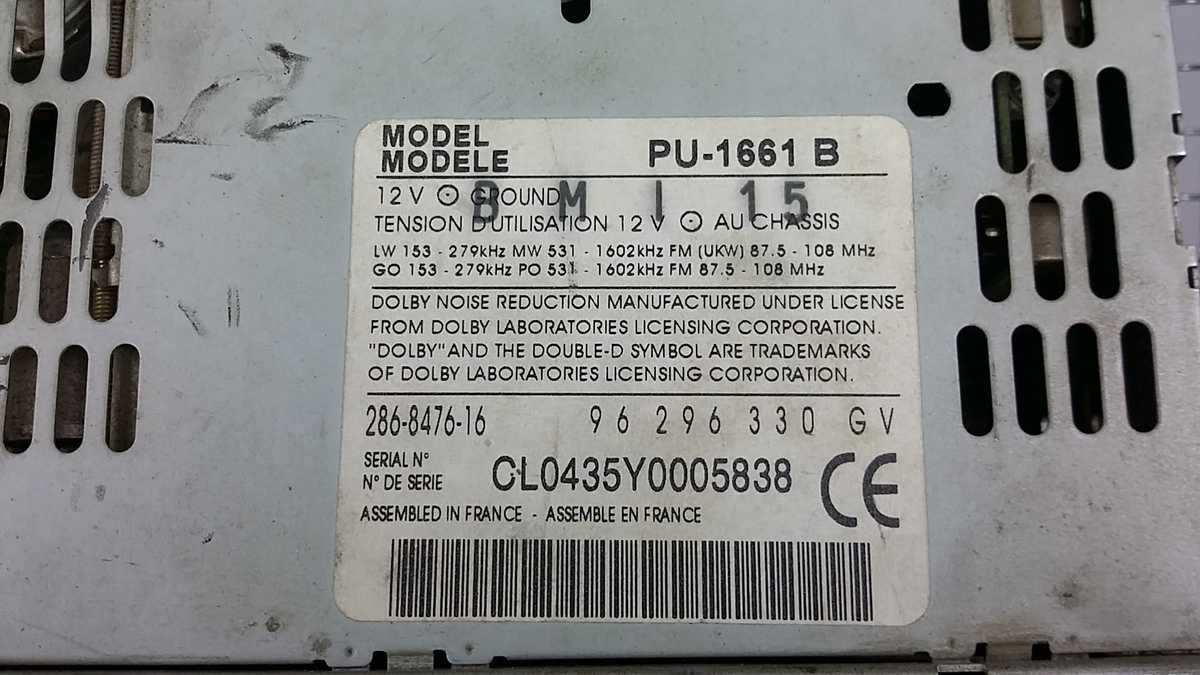 MODEL
MODELE
PU-1661 B
12 V ⊙ GROUND
B M I 15
TENSION D'UTILISATION 12 V ⊙ AU CHASSIS
LW 153 - 279kHz MW 531 - 1602kHz FM (UKW) 87.5 - 108 MHz
GO 153 - 279kHz PO 531 - 1602kHz FM 87.5 - 108 MHz
DOLBY NOISE REDUCTION MANUFACTURED UNDER LICENSE
FROM DOLBY LABORATORIES LICENSING CORPORATION.
"DOLBY" AND THE DOUBLE-D SYMBOL ARE TRADEMARKS
OF DOLBY LABORATORIES LICENSING CORPORATION.
286-8476-16 96 296 330 GV
SERIAL N°
N° DE SERIE
CL0435Y0005838
CE
ASSEMBLED IN FRANCE - ASSEMBLE EN FRANCE